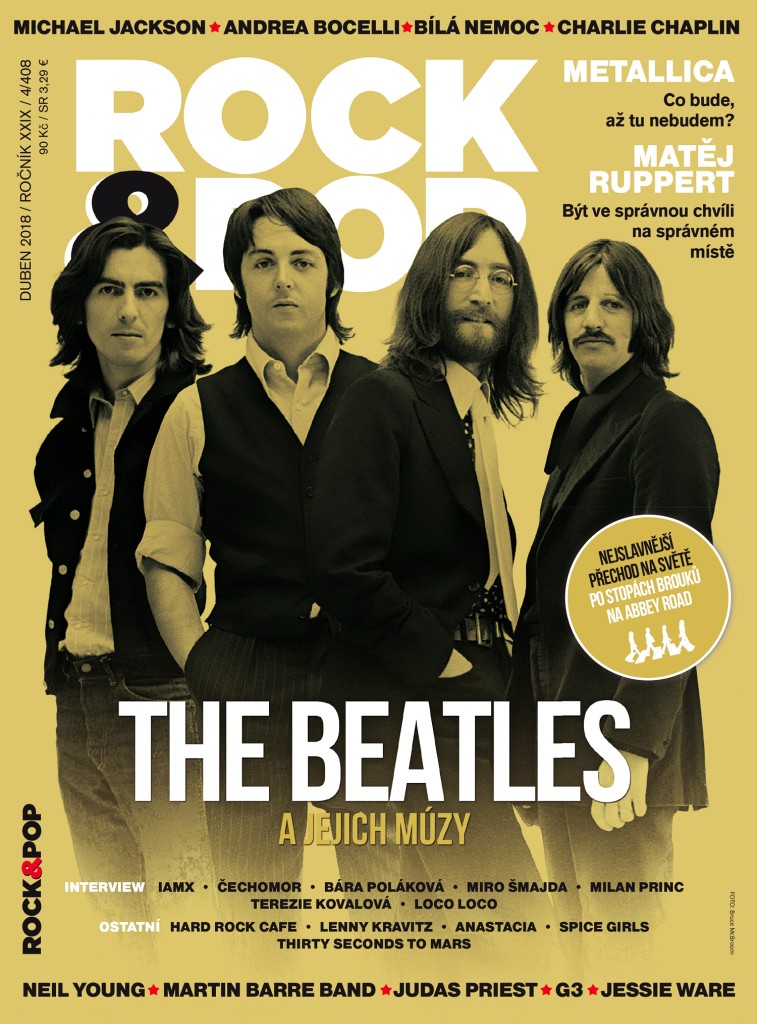 MICHAEL JACKSON ★ ANDREA BOCELLI ★ BÍLÁ NEMOC ★ CHARLIE CHAPLIN
DUBEN 2018 / ROČNÍK XXIX / 4/408
90 Kč / SR 3,29 €
ROCK
&POP
METALLICA
Co bude,
až tu nebudem?
MATĚJ
RUPPERT
Být ve správnou chvíli
na správném
místě
NEJSLAVNĚJŠÍ
PŘECHOD NA SVĚTĚ
PO STOPÁCH BROUKŮ
NA ABBEY ROAD
THE BEATLES
A JEJICH MÚZY
ROCK&POP
INTERVIEW IAMX • ČECHOMOR • BÁRA POLÁKOVÁ • MIRO ŠMAJDA • MILAN PRINC
TEREZIE KOVALOVÁ • LOCO LOCO
OSTATNÍ HARD ROCK CAFE • LENNY KRAVITZ • ANASTACIA • SPICE GIRLS
THIRTY SECONDS TO MARS
FOTO: Bruce McBroom
NEIL YOUNG ★ MARTIN BARRE BAND ★ JUDAS PRIEST ★ G3 ★ JESSIE WARE